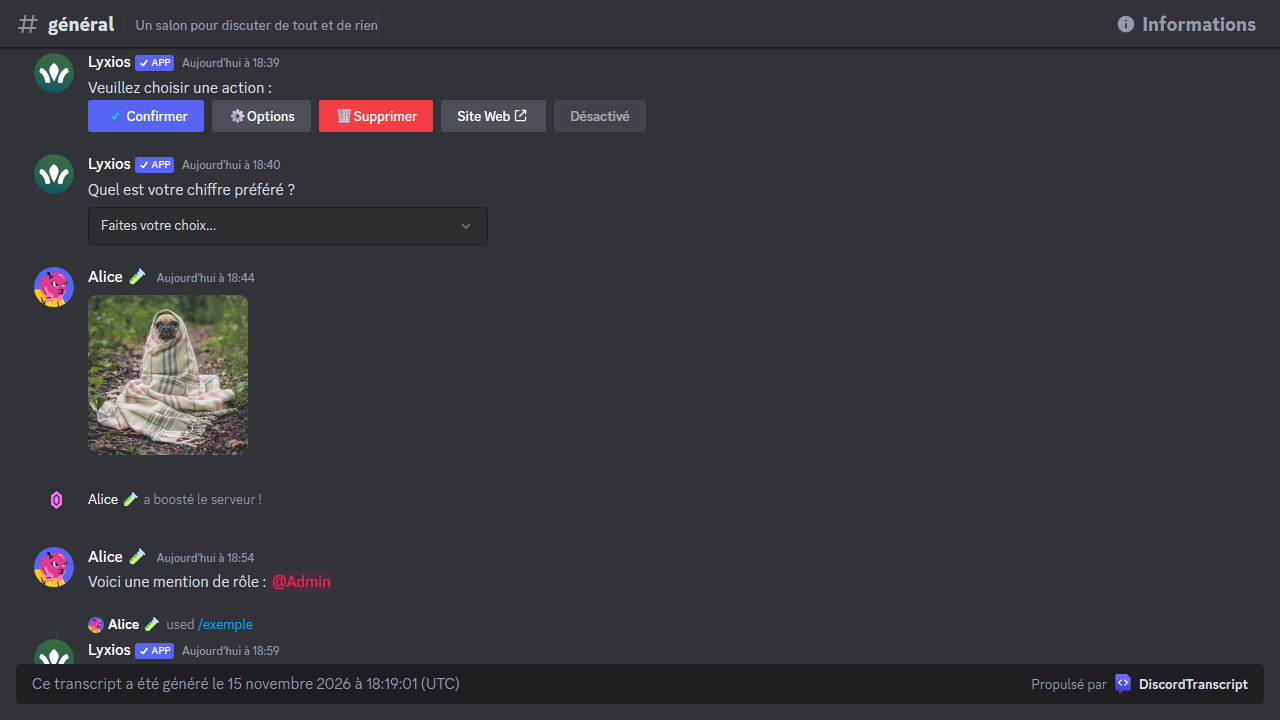 général Un salon pour discuter de tout et de rien Informations
Lyxios APP Aujourd'hui à 18:39
Veuillez choisir une action :
Confirmer Options Supprimer Site Web Désactivé
Lyxios APP Aujourd'hui à 18:40
Quel est votre chiffre préféré ?
Faites votre choix...
Alice Aujourd'hui à 18:44
Alice a boosté le serveur !
Alice Aujourd'hui à 18:54
Voici une mention de rôle : @Admin
Alice used /exemple
Lyxios APP Aujourd'hui à 18:59
Ce transcript a été généré le 15 novembre 2026 à 18:19:01 (UTC) Propulsé par DiscordTranscript